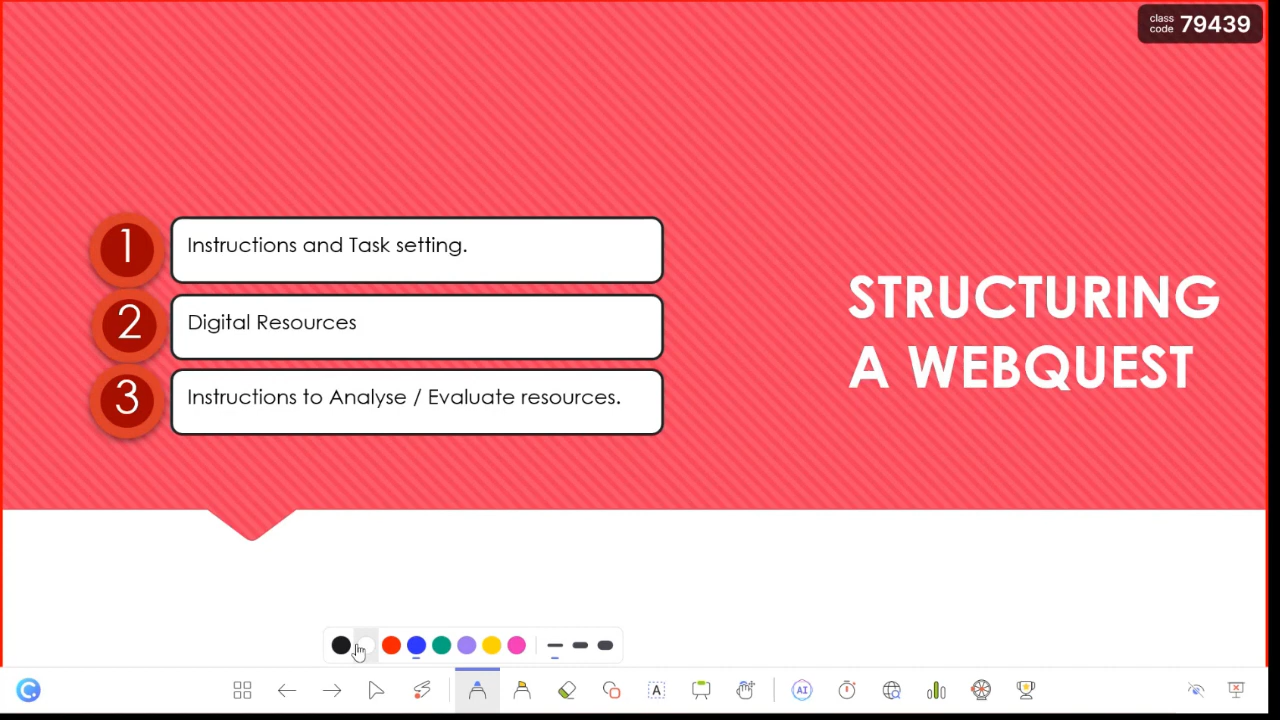 class
code 79439
1 Instructions and Task setting.
2 Digital Resources
3 Instructions to Analyse / Evaluate resources.
STRUCTURING
A WEBQUEST
C
A
AI